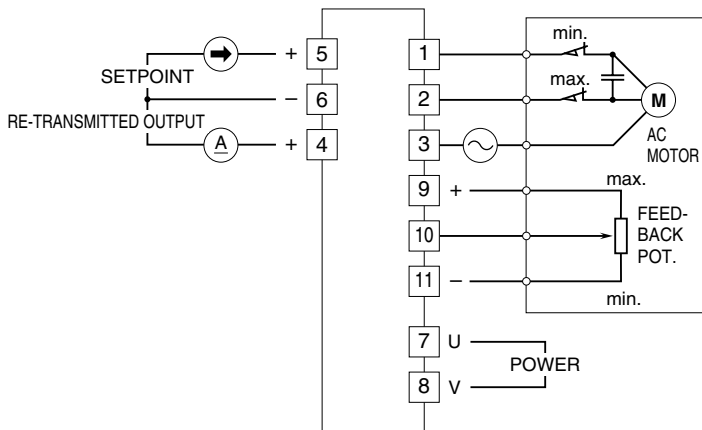 SETPOINT
RE-TRANSMITTED OUTPUT
+ 5
– 6
A + 4
1
2
3
9 +
10
11 –
7 U
8 V
POWER
min.
max.
M
AC
MOTOR
max.
FEED-
BACK
POT.
min.